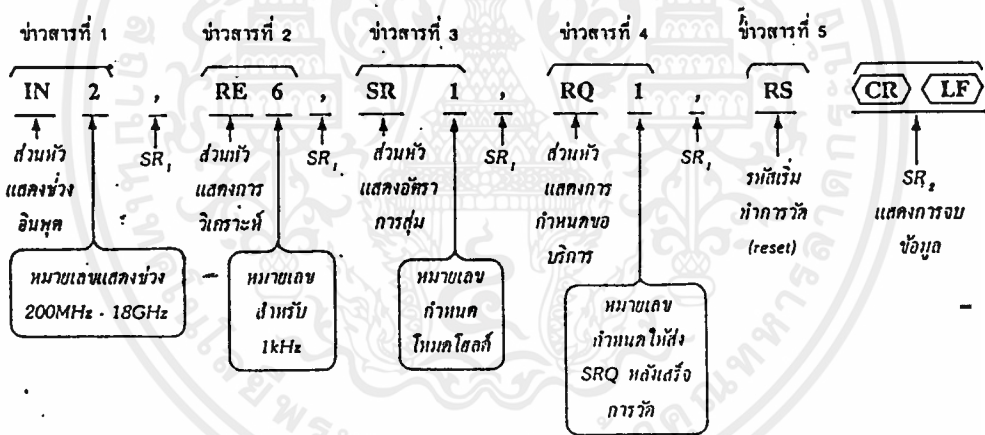 ข่าวสารที่ 1 ข่าวสารที่ 2 ข่าวสารที่ 3 ข่าวสารที่ 4 ข่าวสารที่ 5
IN 2 , RE 6 , SR 1 , RQ 1 , RS CR LF
ส่วนหัว
แสดงช่วง
อินพุต
SR₁
ส่วนหัว
แสดงการ
วิเคราะห์
SR₁
ส่วนหัว
แสดงอัตรา
การสุ่ม
SR₁
ส่วนหัว
แสดงการ
กำหนดขอ
บริการ
SR₁
รหัสเริ่ม
ทำการวัด
(reset)
SR₂
แสดงการจบ
ข้อมูล
หมายเลขแสดงช่วง
200MHz - 18GHz
หมายเลข
สำหรับ
1kHz
หมายเลข
กำหนด
โหมดโฮลด์
หมายเลข
กำหนดให้ส่ง
SRQ หลังเสร็จ
การวัด